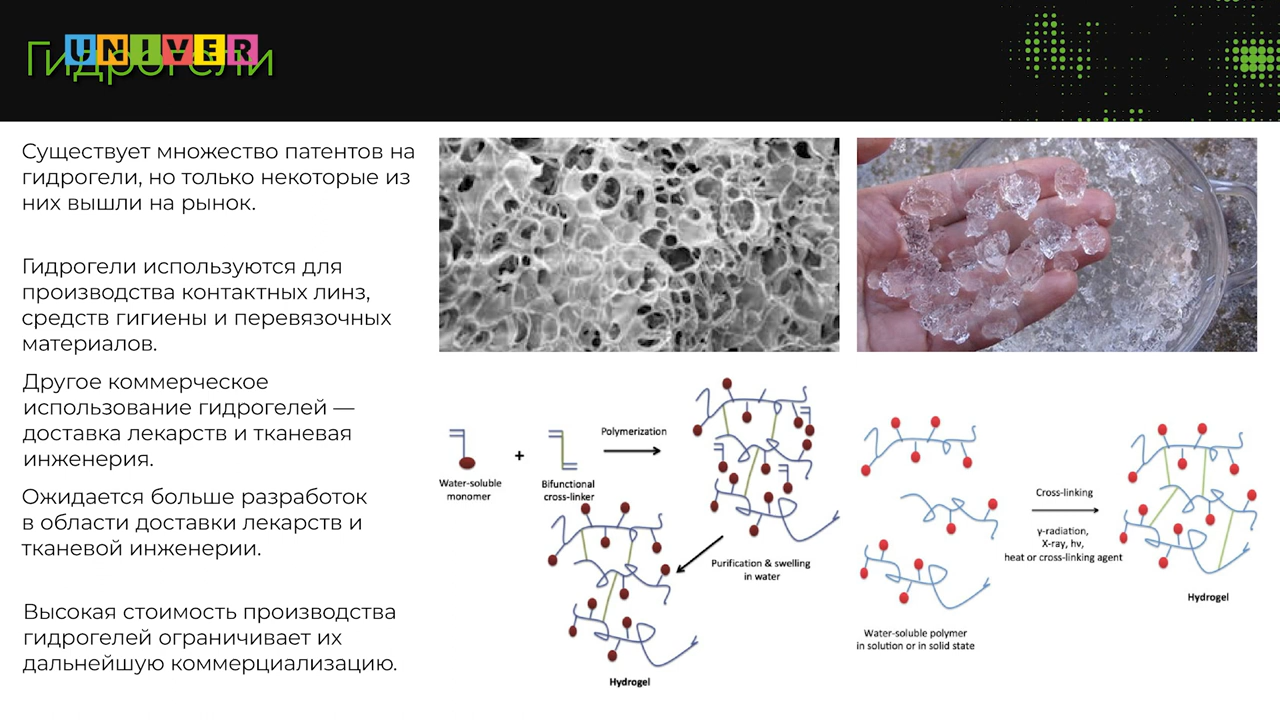 Гидрогели
UNIVER
Существует множество патентов на
гидрогели, но только некоторые из
них вышли на рынок.
Гидрогели используются для
производства контактных линз,
средств гигиены и перевязочных
материалов.
Другое коммерческое
использование гидрогелей —
доставка лекарств и тканевая
инженерия.
Ожидается больше разработок
в области доставки лекарств и
тканевой инженерии.
Высокая стоимость производства
гидрогелей ограничивает их
дальнейшую коммерциализацию.
Water-soluble
monomer
+
Bifunctional
cross-linker
Polymerization
Purification & swelling
in water
Hydrogel
Water-soluble polymer
in solution or in solid state
Cross-linking
γ-radiation,
X-ray, hν,
heat or cross-linking agent
Hydrogel